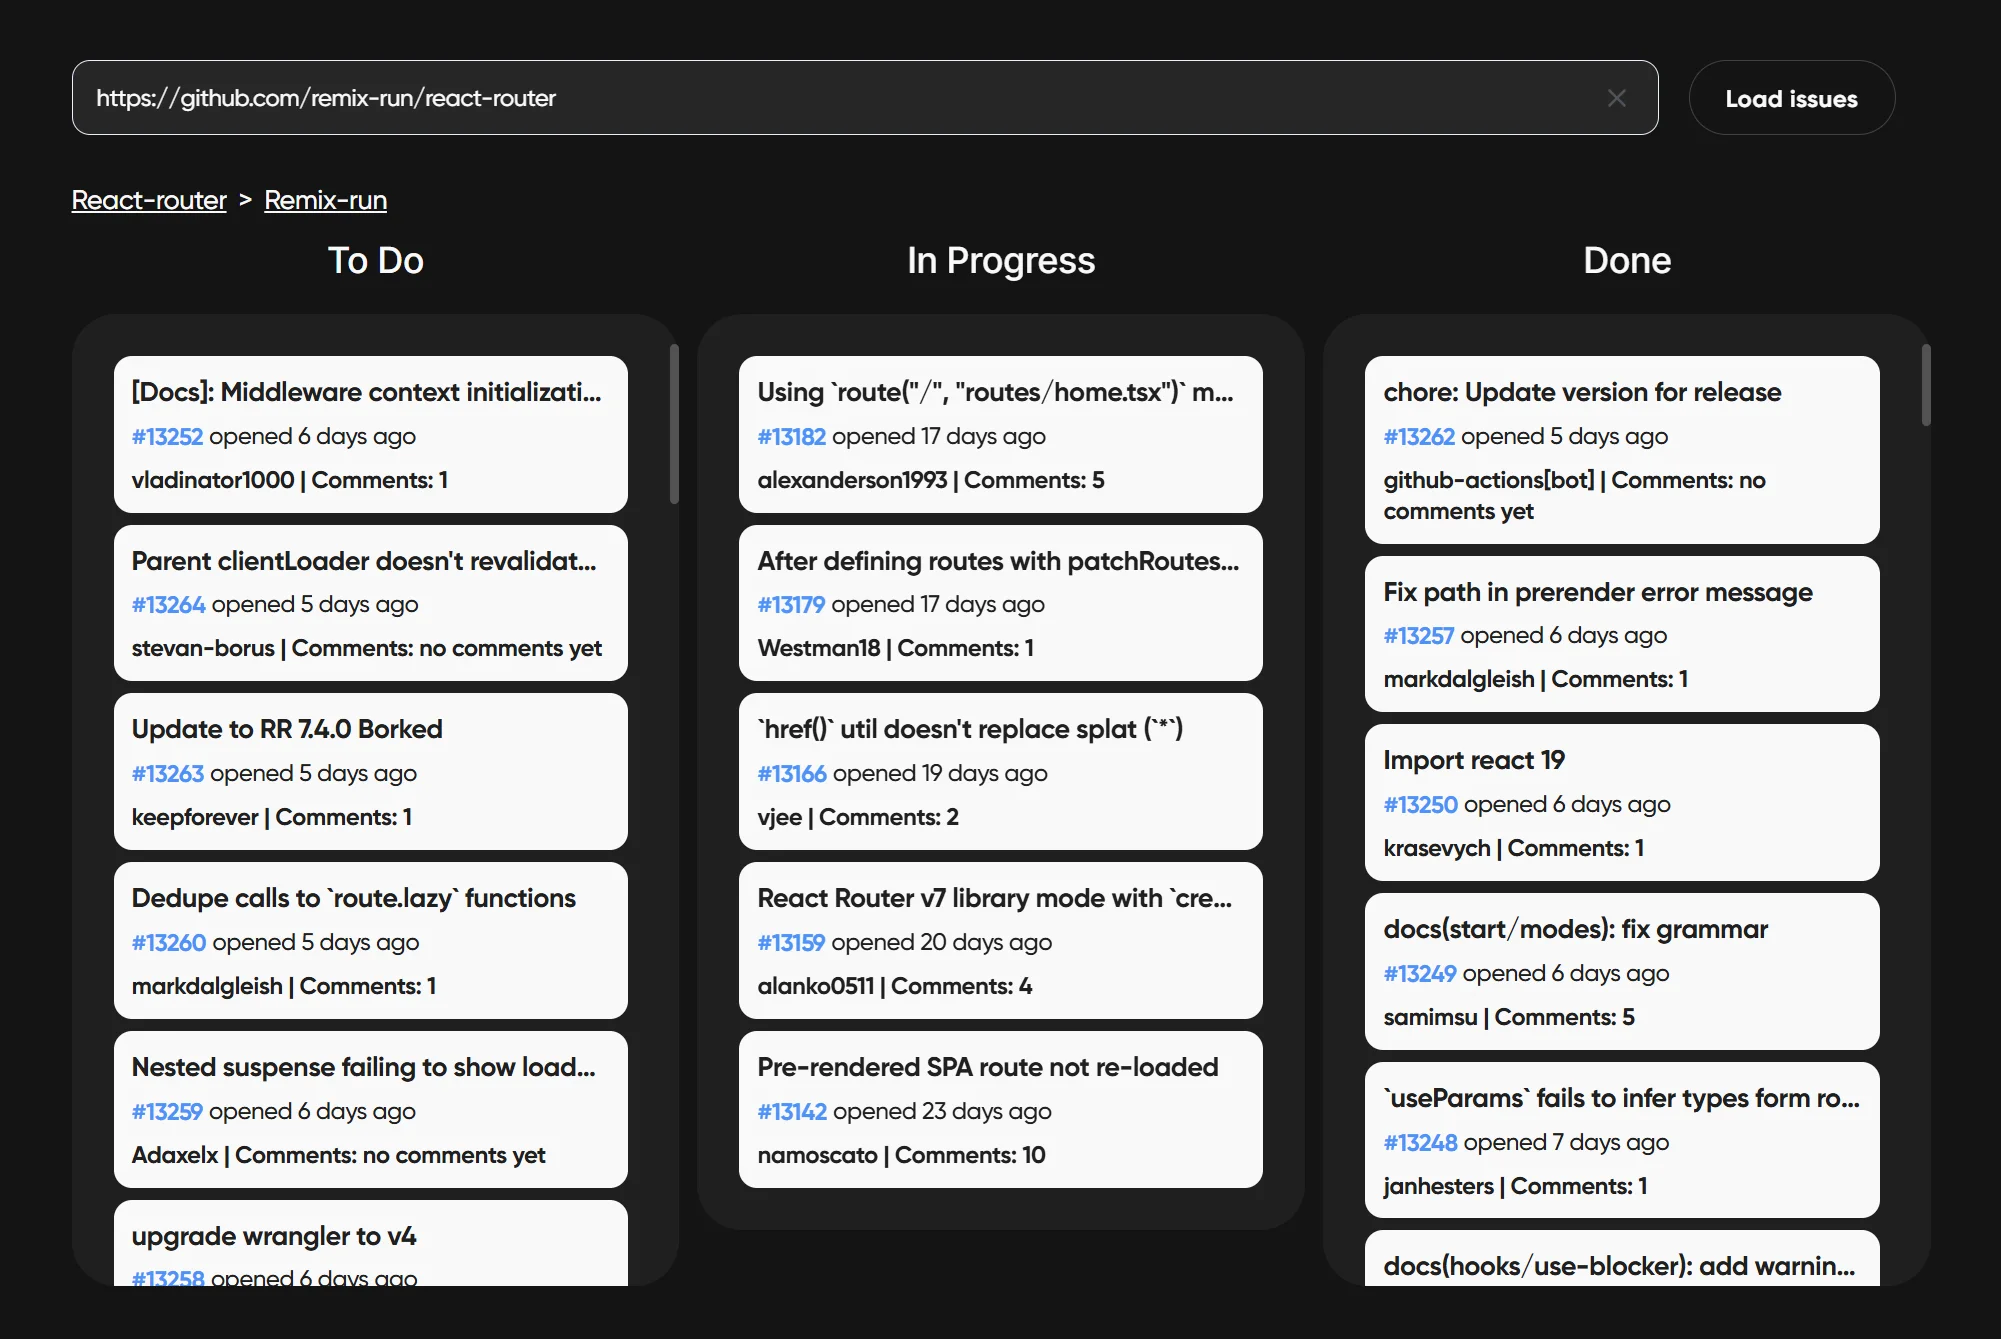 https://github.com/remix-run/react-router
Load issues
React-router > Remix-run
To Do
[Docs]: Middleware context initializati...
#13252 opened 6 days ago
vladinator1000 | Comments: 1
Parent clientLoader doesn't revalidat...
#13264 opened 5 days ago
stevan-borus | Comments: no comments yet
Update to RR 7.4.0 Borked
#13263 opened 5 days ago
keepforever | Comments: 1
Dedupe calls to `route.lazy` functions
#13260 opened 5 days ago
markdalgleish | Comments: 1
Nested suspense failing to show load...
#13259 opened 6 days ago
Adaxelx | Comments: no comments yet
upgrade wrangler to v4
#13258 opened 6 days ago
In Progress
Using `route("/", "routes/home.tsx")` m...
#13182 opened 17 days ago
alexanderson1993 | Comments: 5
After defining routes with patchRoutes...
#13179 opened 17 days ago
Westman18 | Comments: 1
`href()` util doesn't replace splat (`*`)
#13166 opened 19 days ago
vjee | Comments: 2
React Router v7 library mode with `cre...
#13159 opened 20 days ago
alanko0511 | Comments: 4
Pre-rendered SPA route not re-loaded
#13142 opened 23 days ago
namoscato | Comments: 10
Done
chore: Update version for release
#13262 opened 5 days ago
github-actions[bot] | Comments: no
comments yet
Fix path in prerender error message
#13257 opened 6 days ago
markdalgleish | Comments: 1
Import react 19
#13250 opened 6 days ago
krasevych | Comments: 1
docs(start/modes): fix grammar
#13249 opened 6 days ago
samimsu | Comments: 5
`useParams` fails to infer types form ro...
#13248 opened 7 days ago
janhesters | Comments: 1
docs(hooks/use-blocker): add warnin...